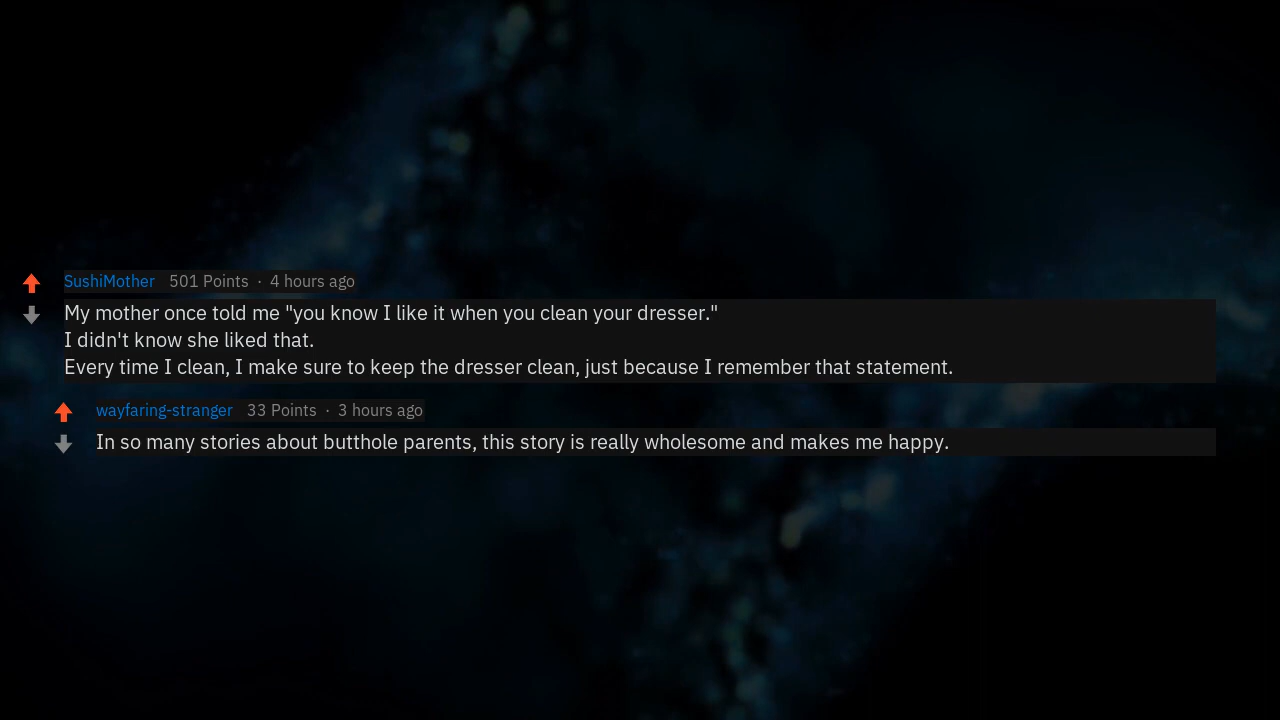 SushiMother 501 Points · 4 hours ago
My mother once told me "you know I like it when you clean your dresser."
I didn't know she liked that.
Every time I clean, I make sure to keep the dresser clean, just because I remember that statement.
wayfaring-stranger 33 Points · 3 hours ago
In so many stories about butthole parents, this story is really wholesome and makes me happy.